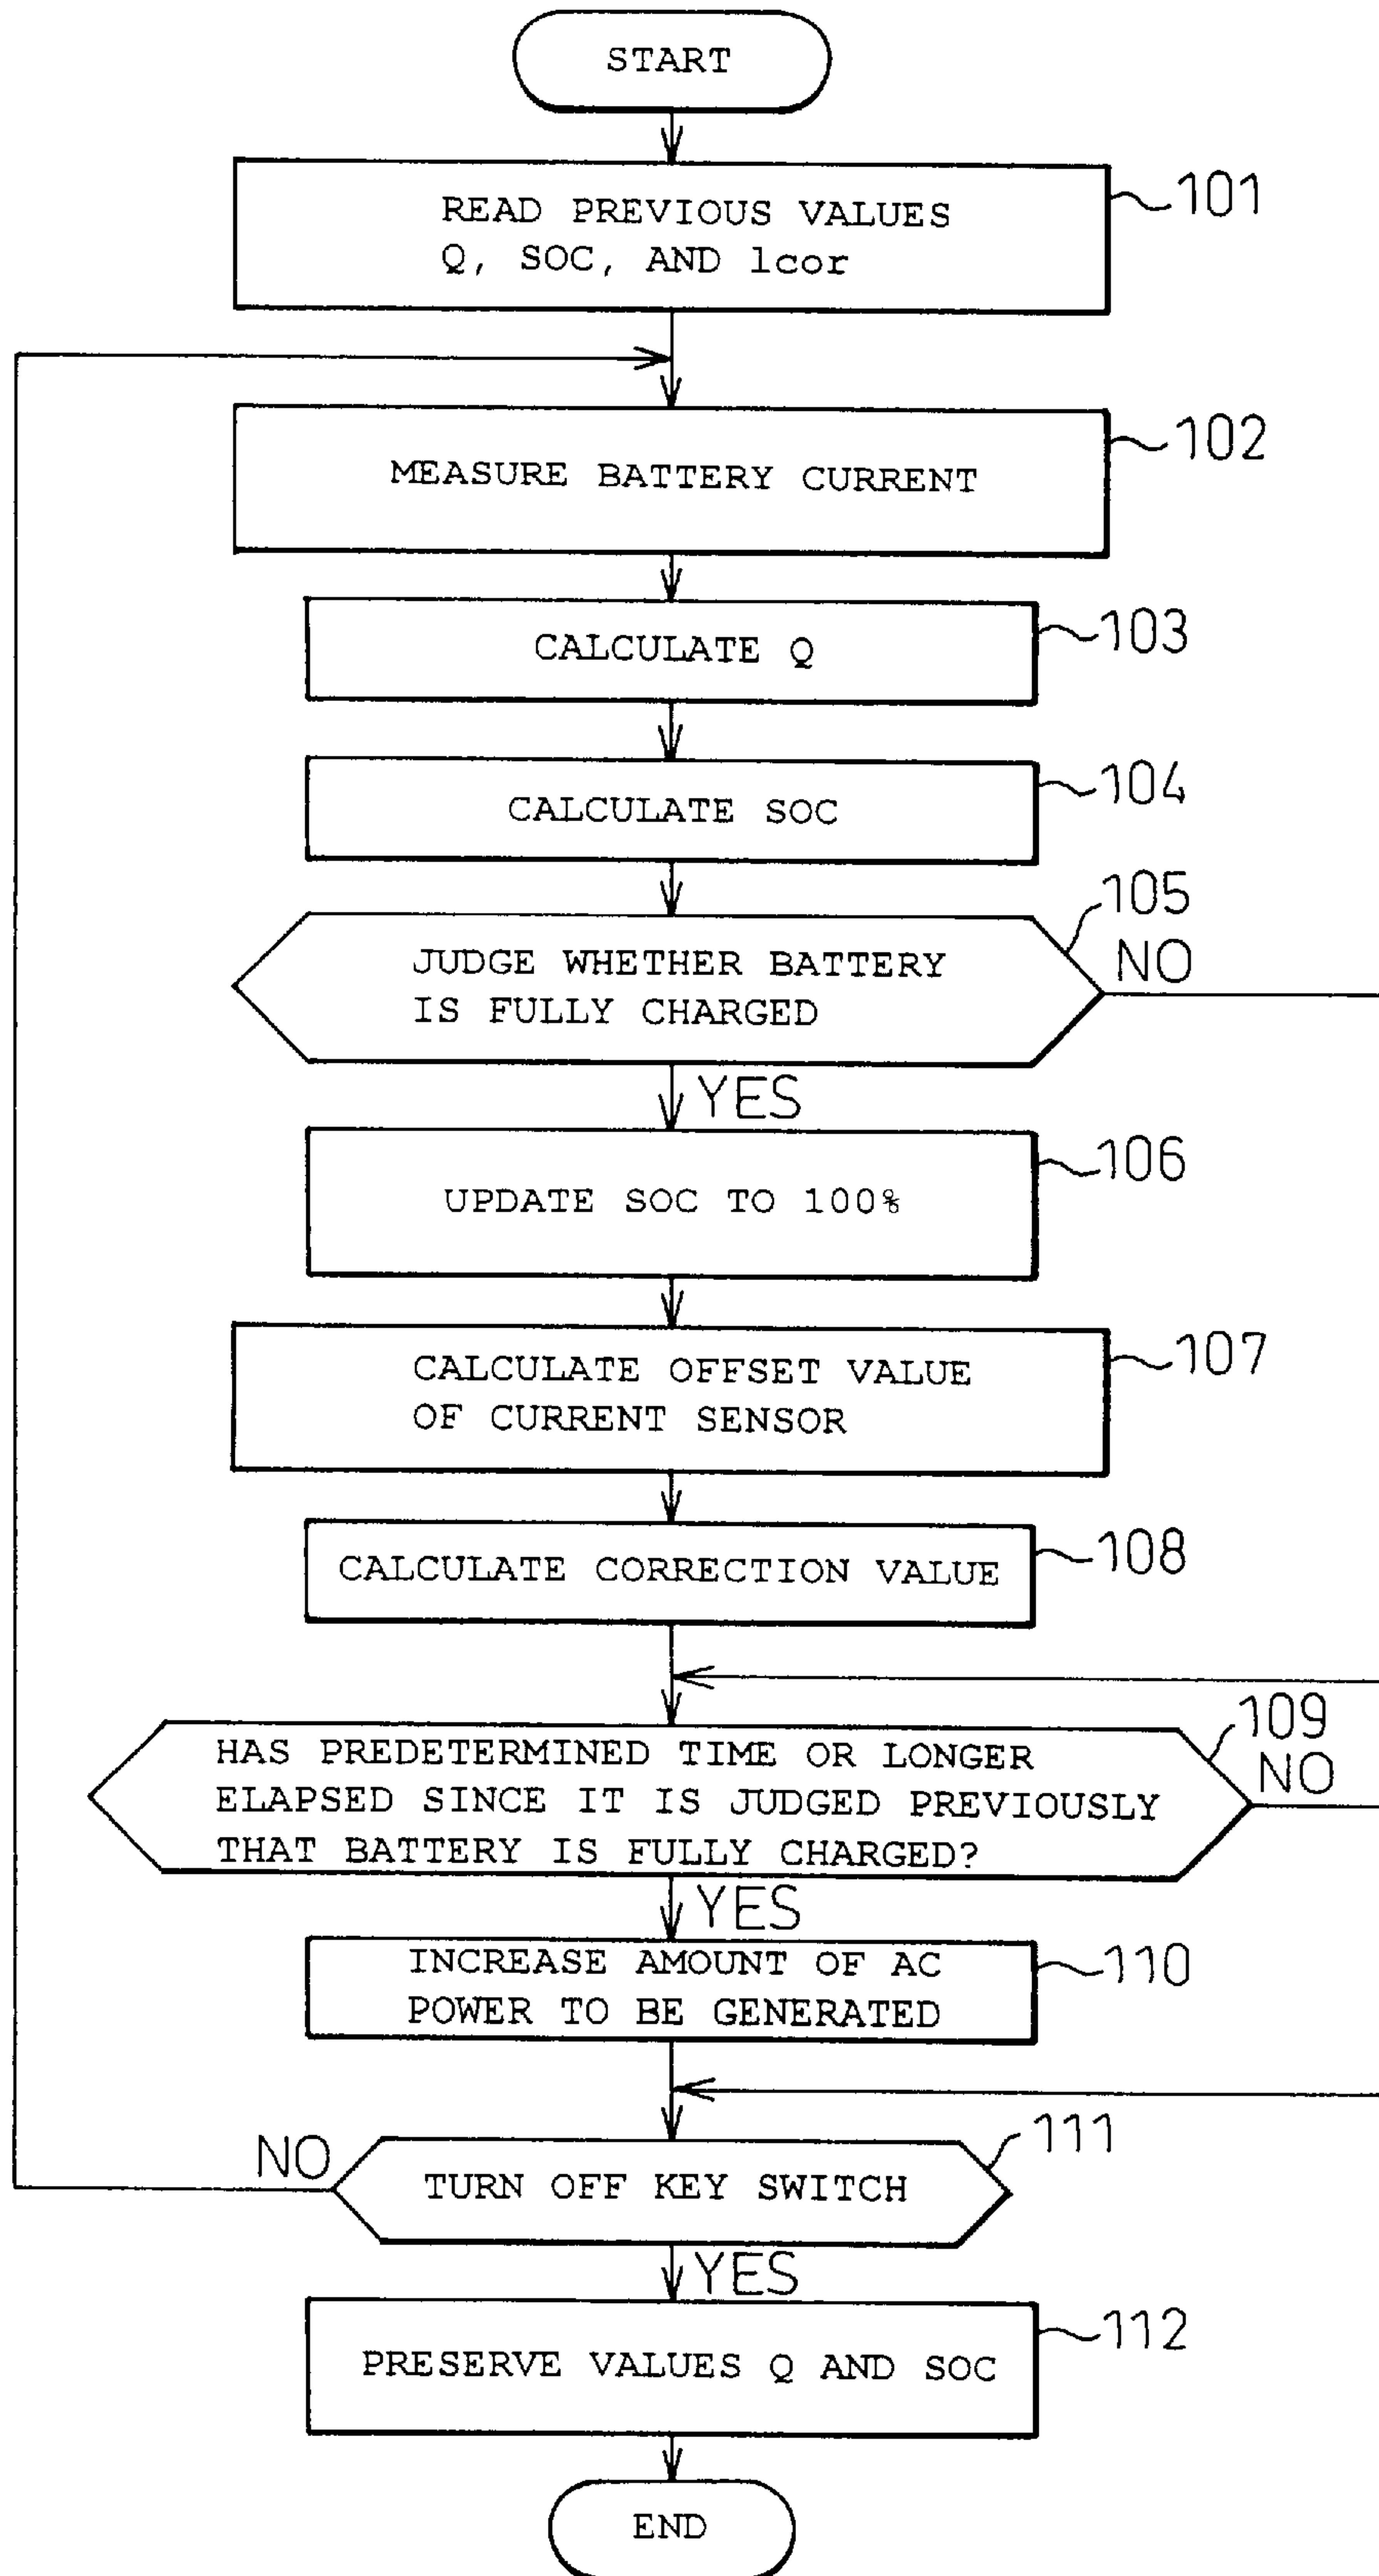 START
READ PREVIOUS VALUES
Q, SOC, AND lcor
101
MEASURE BATTERY CURRENT
102
CALCULATE Q
103
CALCULATE SOC
104
105
JUDGE WHETHER BATTERY
IS FULLY CHARGED
NO
YES
UPDATE SOC TO 100%
106
CALCULATE OFFSET VALUE
OF CURRENT SENSOR
107
CALCULATE CORRECTION VALUE
108
109
HAS PREDETERMINED TIME OR LONGER
ELAPSED SINCE IT IS JUDGED PREVIOUSLY
THAT BATTERY IS FULLY CHARGED?
NO
YES
INCREASE AMOUNT OF AC
POWER TO BE GENERATED
110
111
NO
TURN OFF KEY SWITCH
YES
PRESERVE VALUES Q AND SOC
112
END